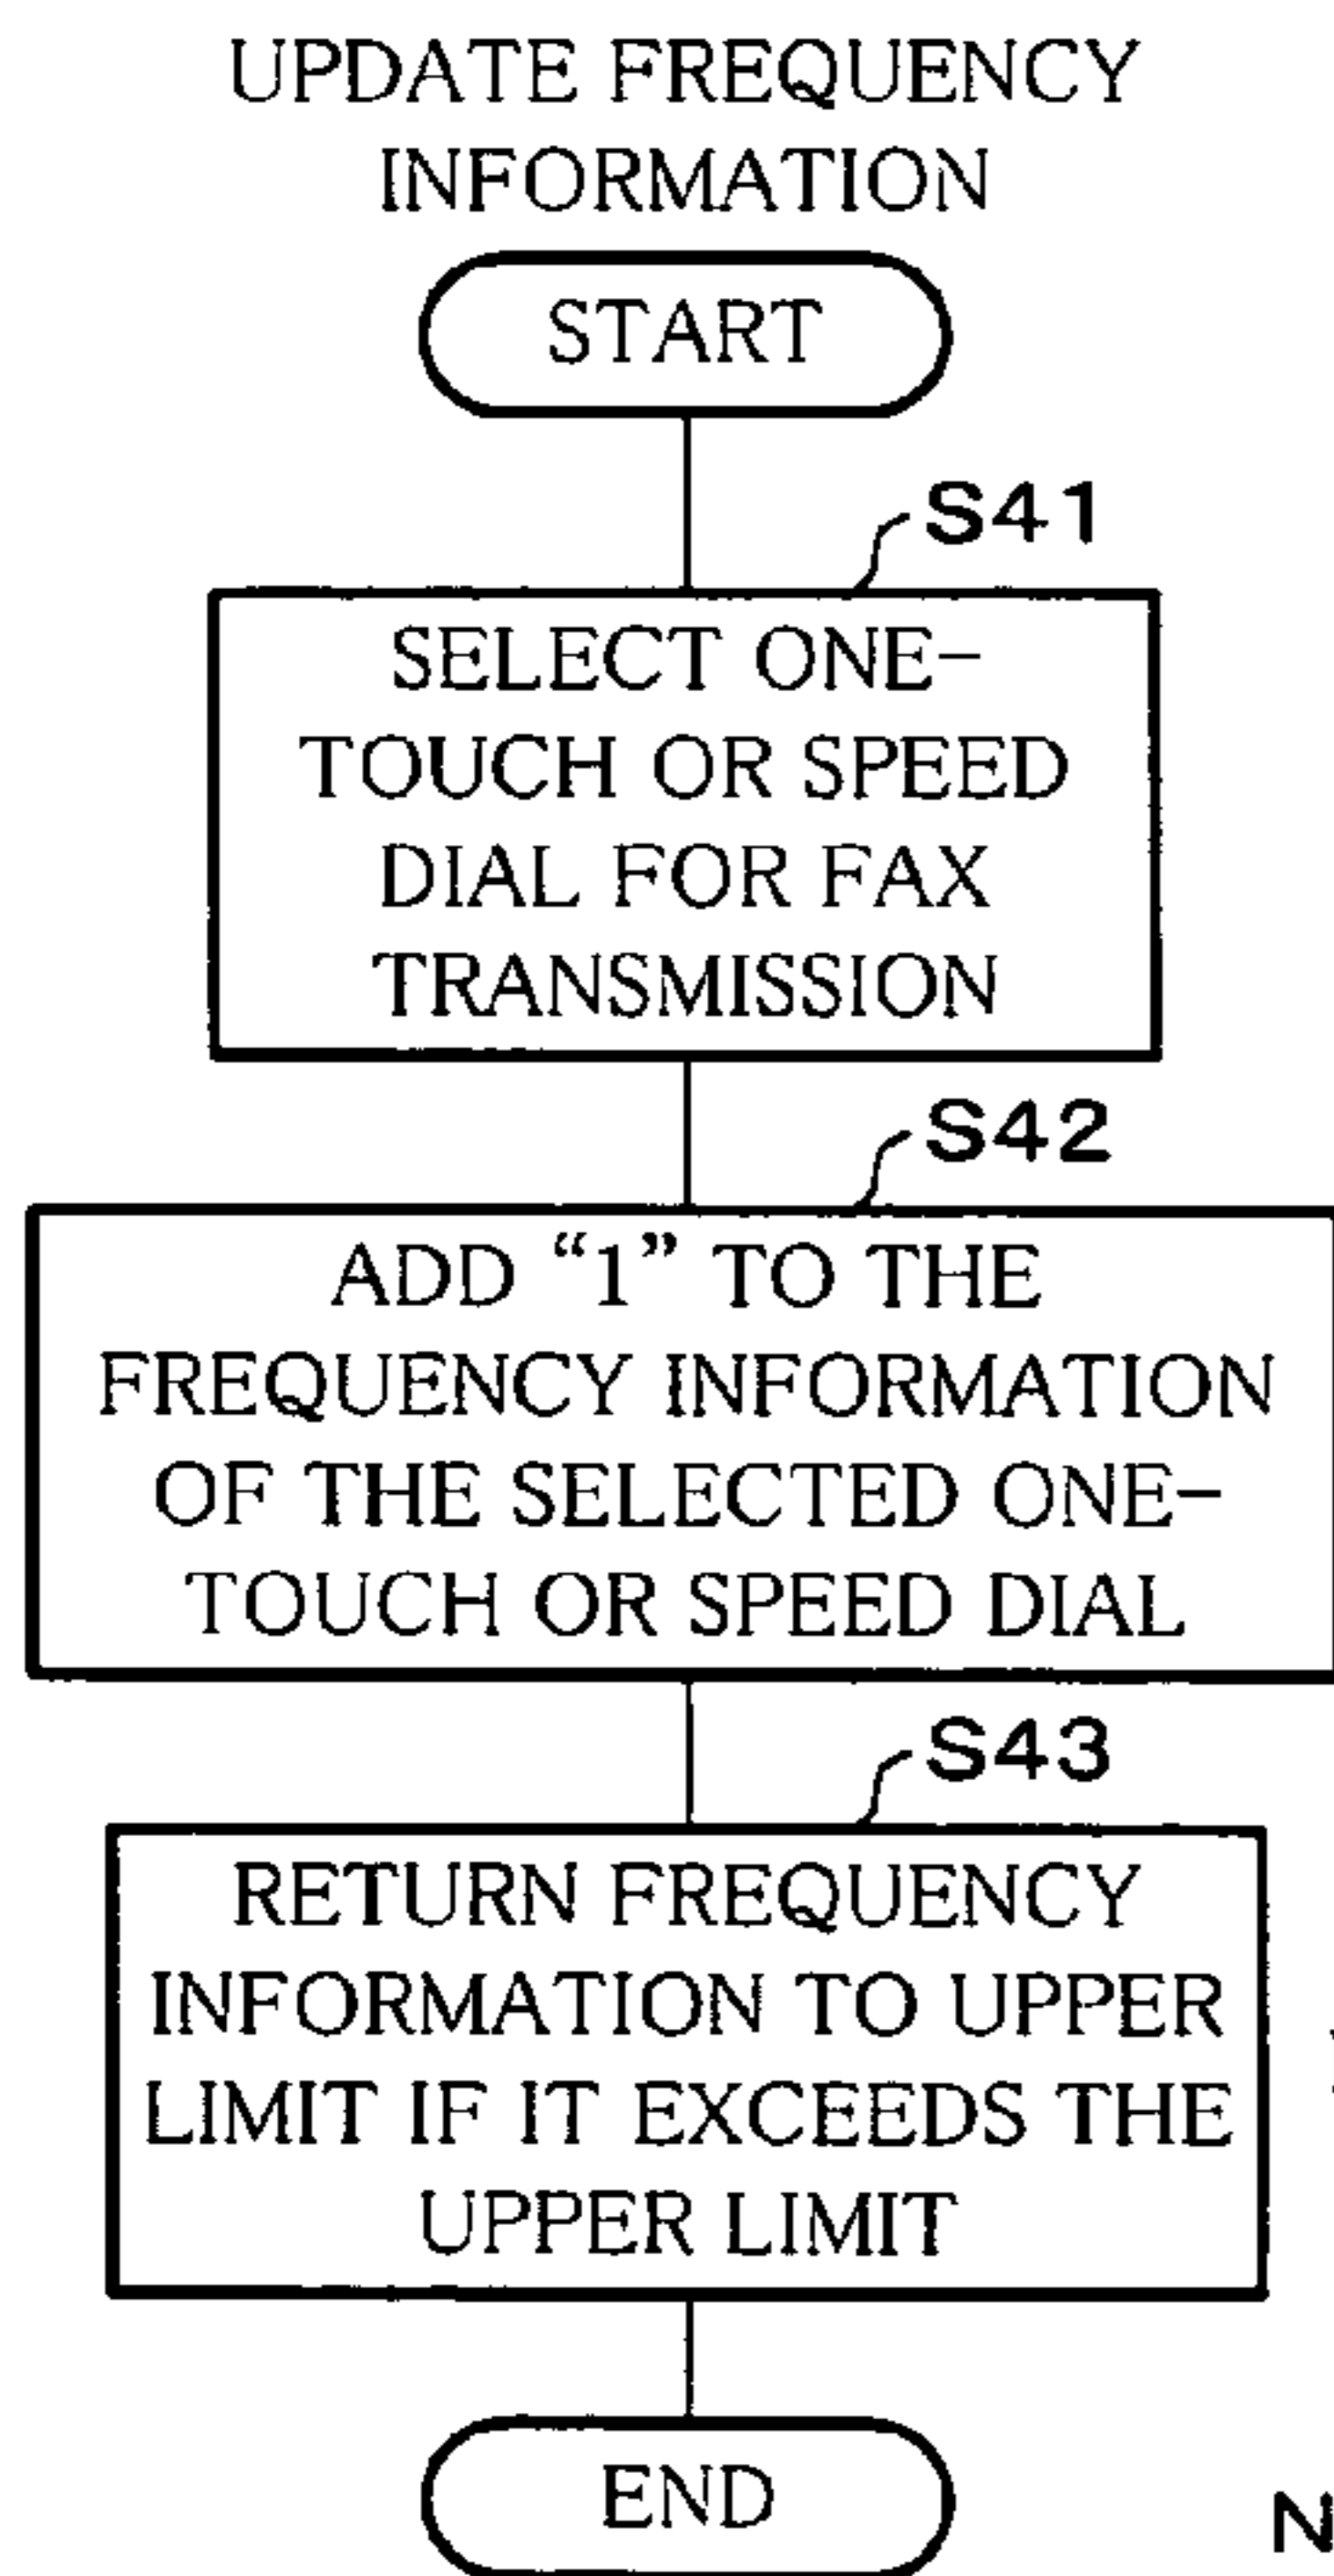 UPDATE FREQUENCY
INFORMATION
START
S41
SELECT ONE-
TOUCH OR SPEED
DIAL FOR FAX
TRANSMISSION
S42
ADD “1” TO THE
FREQUENCY INFORMATION
OF THE SELECTED ONE-
TOUCH OR SPEED DIAL
S43
RETURN FREQUENCY
INFORMATION TO UPPER
LIMIT IF IT EXCEEDS THE
UPPER LIMIT
END
N